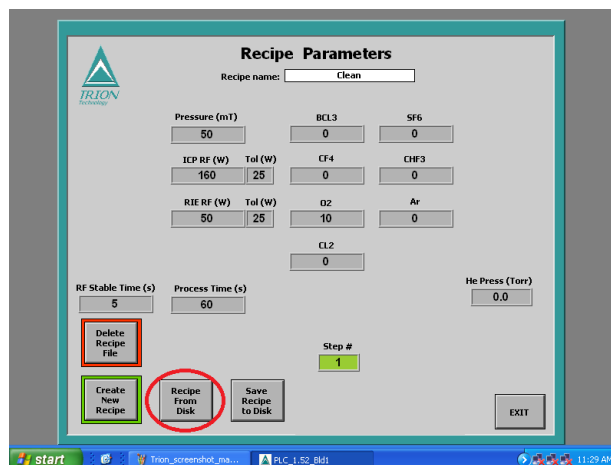 Recipe Parameters
Recipe name: Clean
TRION
Technology
Pressure (mT) BCL3 SF6
50 0 0
ICP RF (W) Tol (W) CF4 CHF3
160 25 0 0
RIE RF (W) Tol (W) O2 Ar
50 25 10 0
CL2
0
RF Stable Time (s) Process Time (s) He Press (Torr)
5 60 0.0
Delete
Recipe
File
Step #
1
Create
New
Recipe
Recipe
From
Disk
Save
Recipe
to Disk
EXIT
start Trion_screenshot_ma... PLC_1.52_Bld1 11:29 AM